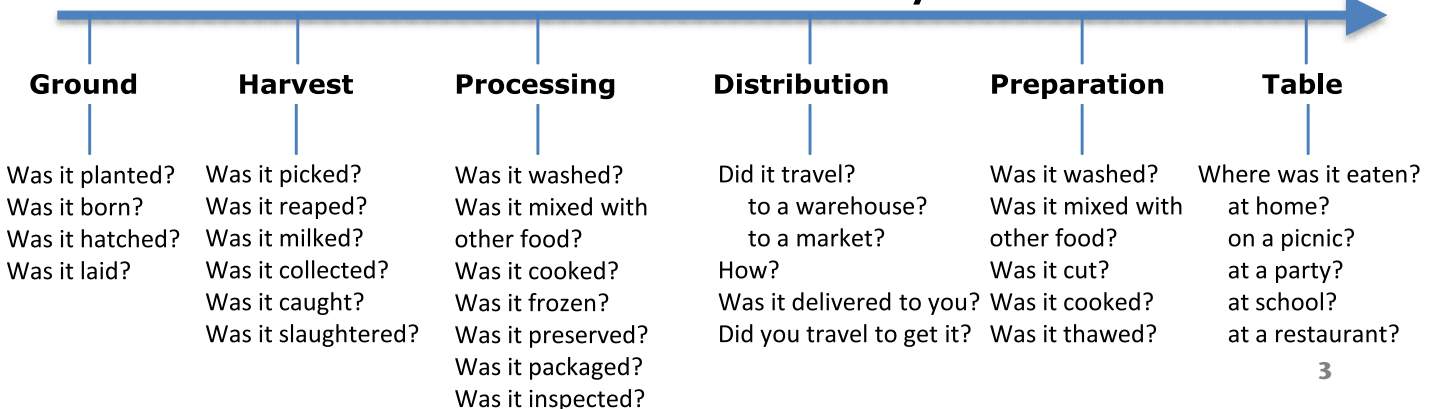 Ground
Was it planted?
Was it born?
Was it hatched?
Was it laid?
Harvest
Was it picked?
Was it reaped?
Was it milked?
Was it collected?
Was it caught?
Was it slaughtered?
Processing
Was it washed?
Was it mixed with
other food?
Was it cooked?
Was it frozen?
Was it preserved?
Was it packaged?
Was it inspected?
Distribution
Did it travel?
to a warehouse?
to a market?
How?
Was it delivered to you?
Did you travel to get it?
Preparation
Was it washed?
Was it mixed with
other food?
Was it cut?
Was it cooked?
Was it thawed?
Table
Where was it eaten?
at home?
on a picnic?
at a party?
at school?
at a restaurant?
3